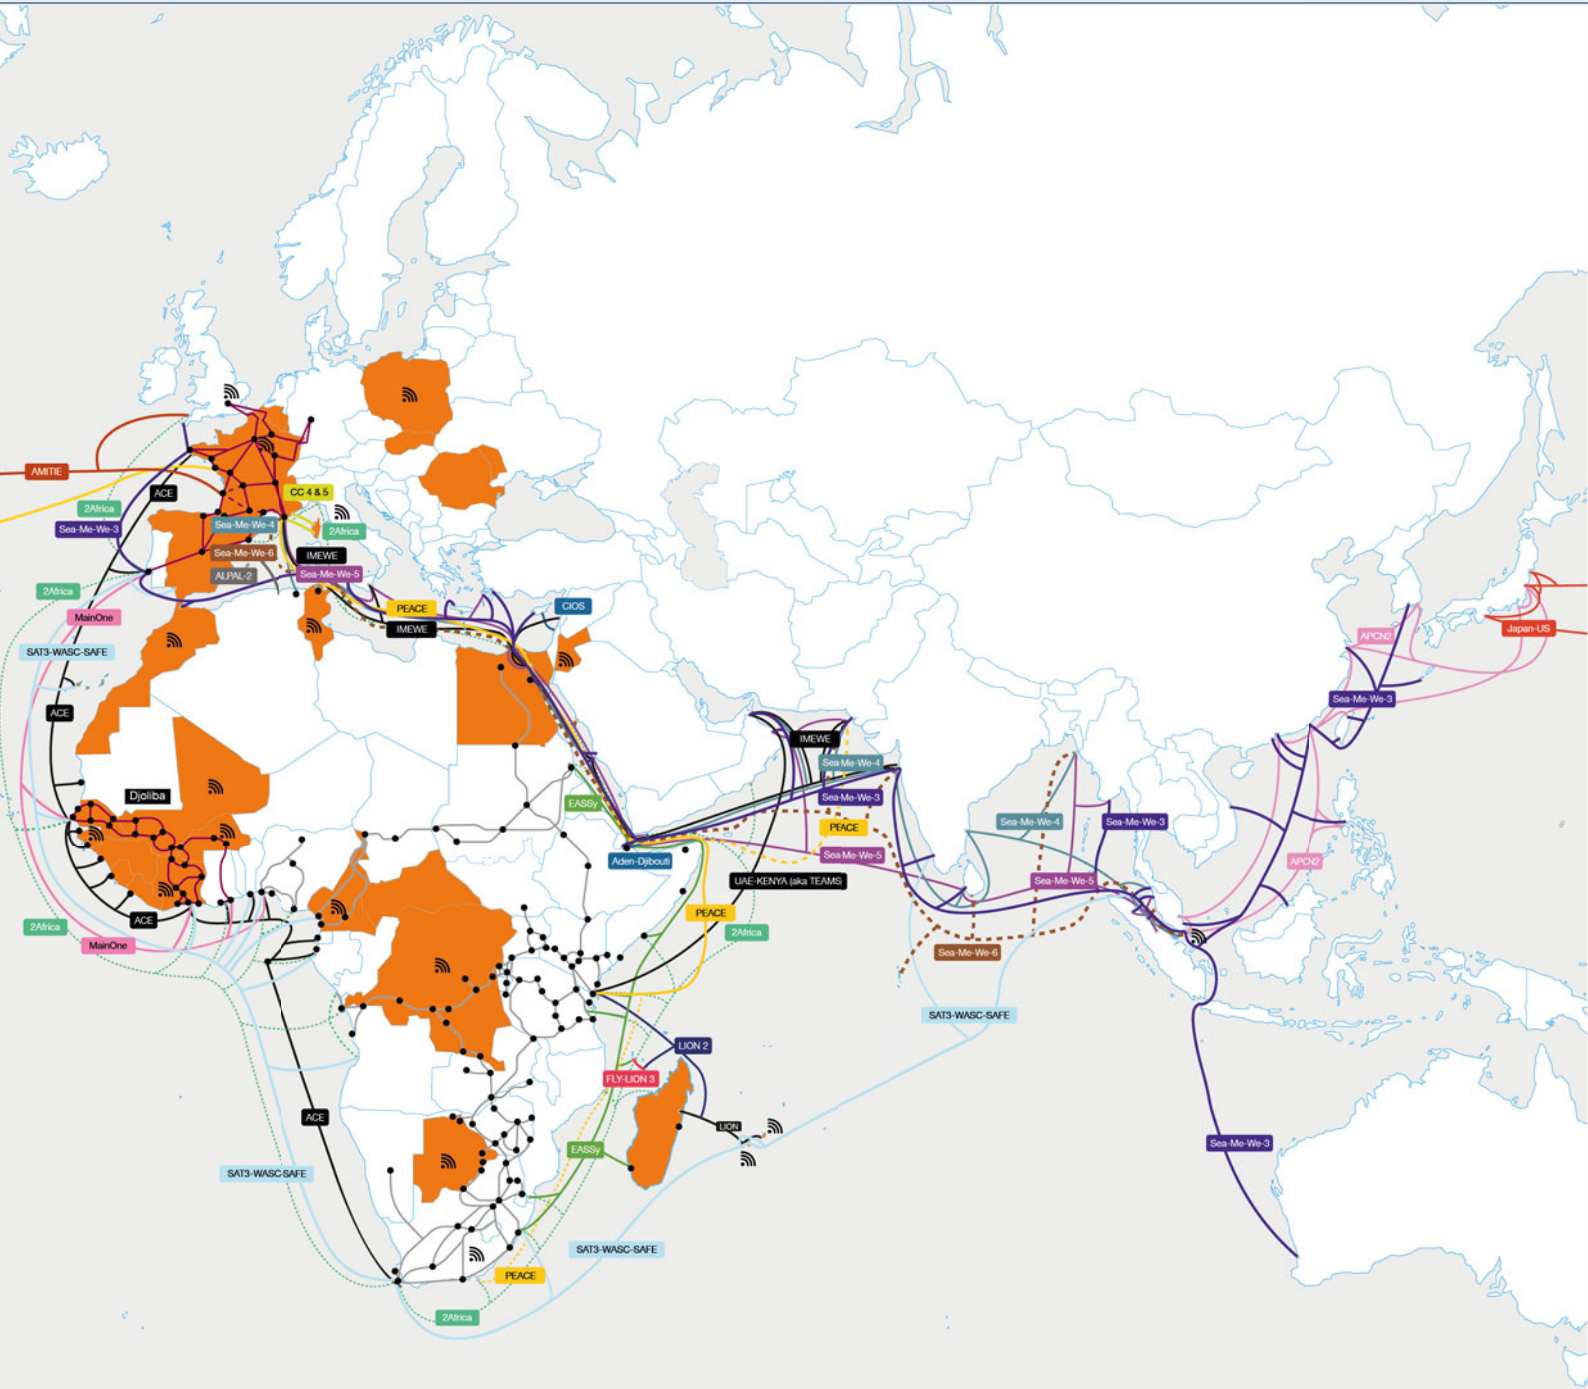 AMITIE
ACE
CC 4 & 5
2Africa
Sea-Me-We-3
Sea-Me-We-4
2Africa
Sea-Me-We-6
IMEWE
ALPAL-2
Sea-Me-We-5
2Africa
PEACE
CIOS
MainOne
IMEWE
Japan-US
APCN2
SAT3-WASC-SAFE
Sea-Me-We-3
ACE
IMEWE
Sea-Me-We-4
Djoliba
Sea-Me-We-3
EASSy
PEACE
Sea-Me-We-4
Sea-Me-We-3
Sea-Me-We-5
Aden-Djibouti
APCN2
UAE-KENYA (aka TEAMS)
Sea-Me-We-5
PEACE
ACE
2Africa
2Africa
MainOne
Sea-Me-We-6
SAT3-WASC-SAFE
LION 2
FLY-LION 3
ACE
LION
Sea-Me-We-3
EASSy
SAT3-WASC-SAFE
SAT3-WASC-SAFE
PEACE
2Africa